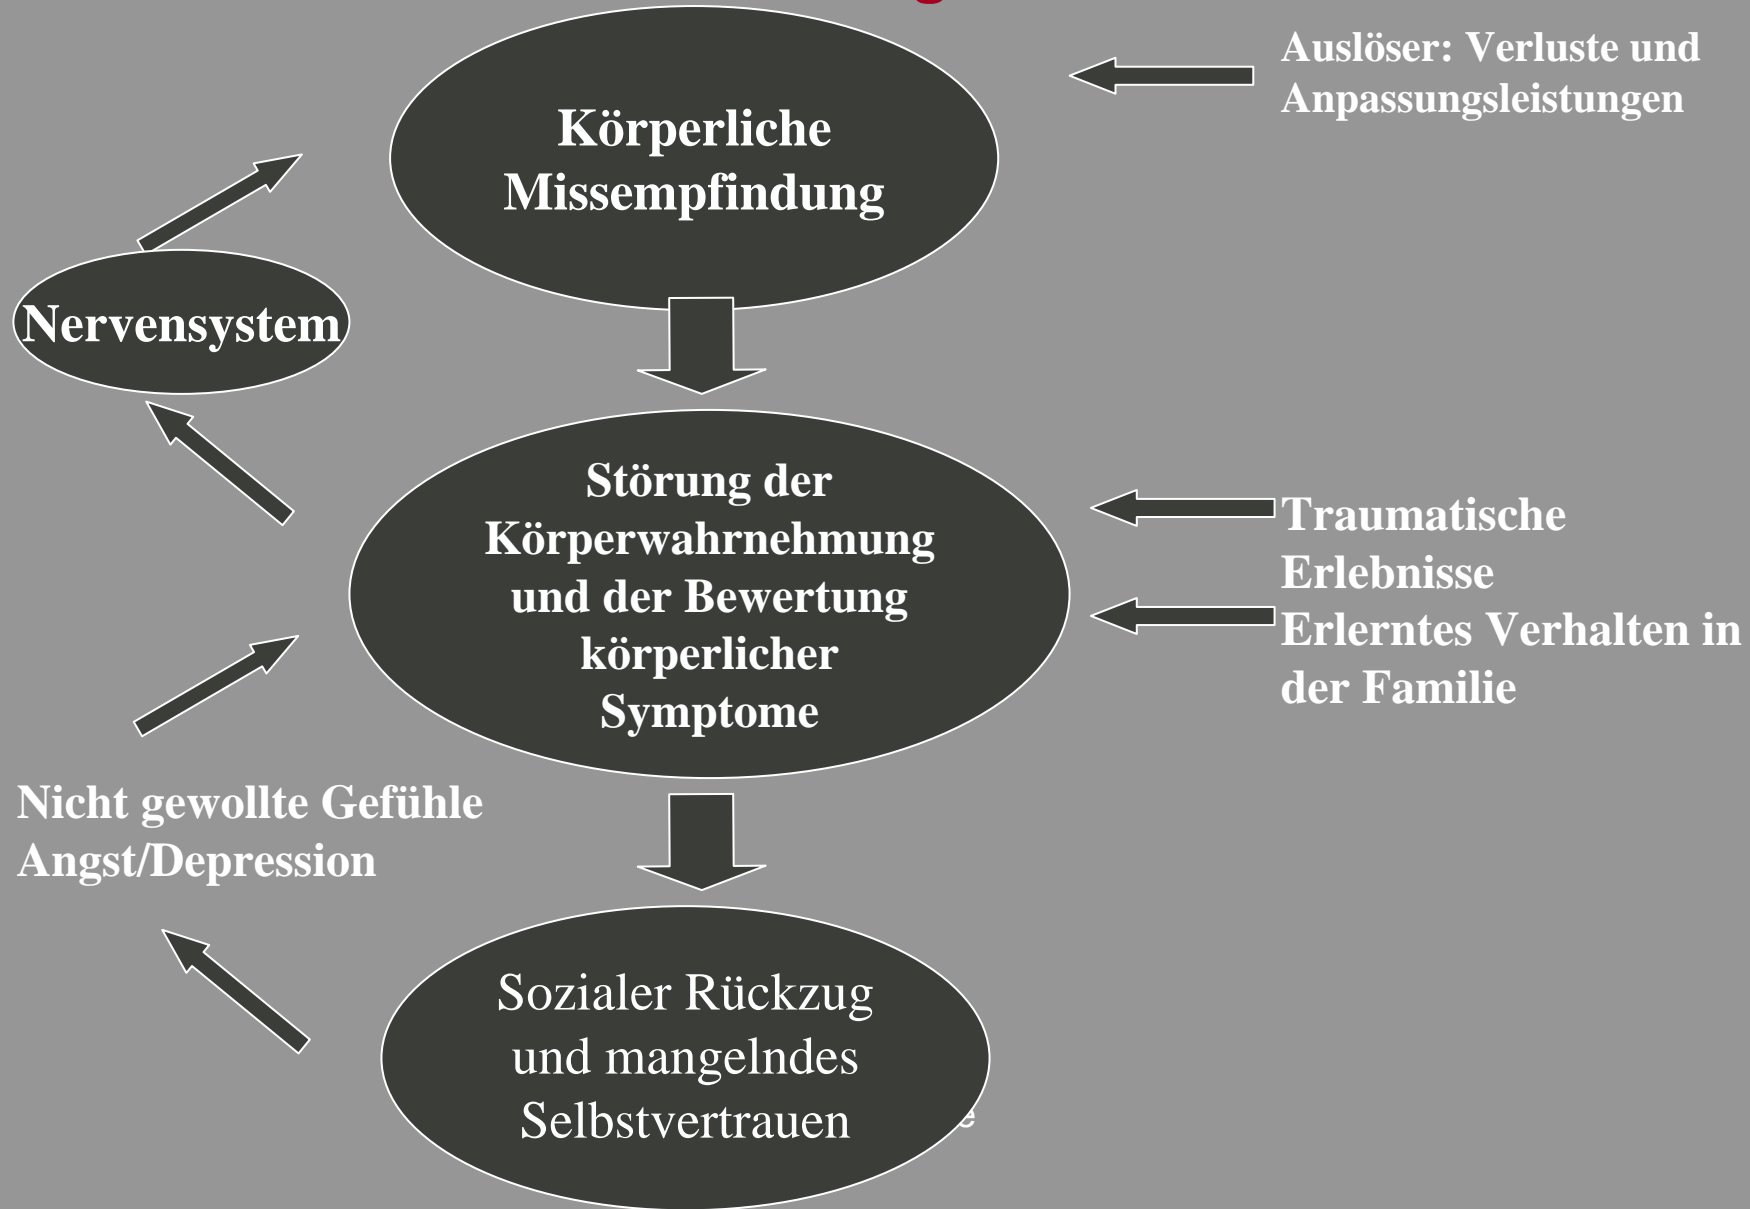 Auslöser: Verluste und
Anpassungsleistungen
Körperliche
Missempfindung
Nervensystem
Störung der
Körperwahrnehmung
und der Bewertung
körperlicher
Symptome
Traumatische
Erlebnisse
Erlerntes Verhalten in
der Familie
Nicht gewollte Gefühle
Angst/Depression
Sozialer Rückzug
und mangelndes
Selbstvertrauen